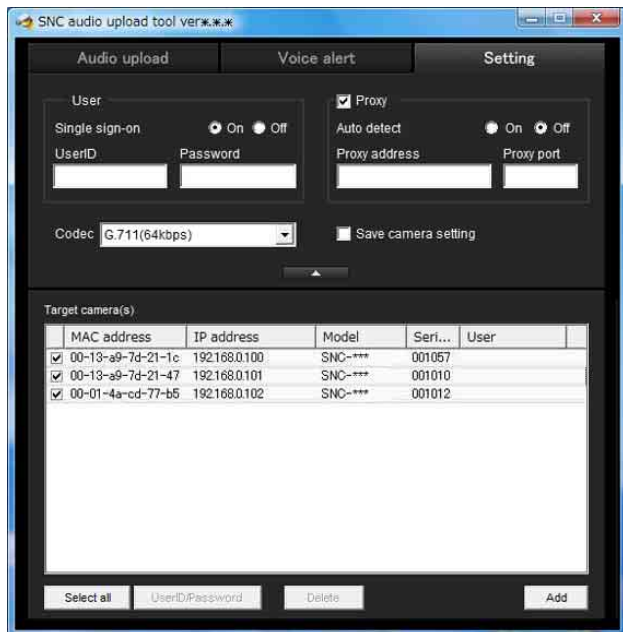 SNC audio upload tool ver*.*.*
Audio upload Voice alert Setting
User
Single sign-on On Off
UserID Password
Proxy
Auto detect On Off
Proxy address Proxy port
Codec G.711(64kbps)
Save camera setting
Target camera(s)
MAC address IP address Model Seri... User
00-13-a9-7d-21-1c 192.168.0.100 SNC-*** 001057
00-13-a9-7d-21-47 192.168.0.101 SNC-*** 001010
00-01-4a-cd-77-b5 192.168.0.102 SNC-*** 001012
Select all UserID/Password Delete Add